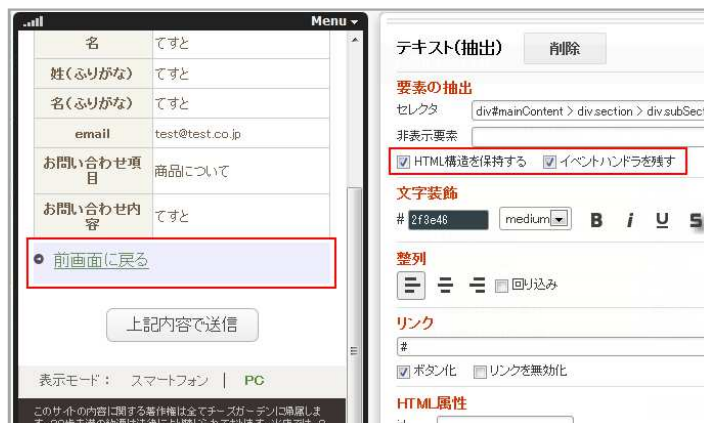 Menu
名 てすと
姓(ふりがな) てすと
名(ふりがな) てすと
email test@test.co.jp
お問い合わせ項目 商品について
お問い合わせ内容 てすと
前画面に戻る
上記内容で送信
表示モード： スマートフォン | PC
このサイトの内容に関する著作権は全てチーズガーデンに帰属しま
テキスト(抽出) 削除
要素の抽出
セレクタ div#mainContent > div.section > div.subSect
非表示要素
HTML構造を保持する イベントハンドラを残す
文字装飾
# 2f3e46 medium B i U S
整列
回り込み
リンク
#
ボタン化 リンクを無効化
HTML属性